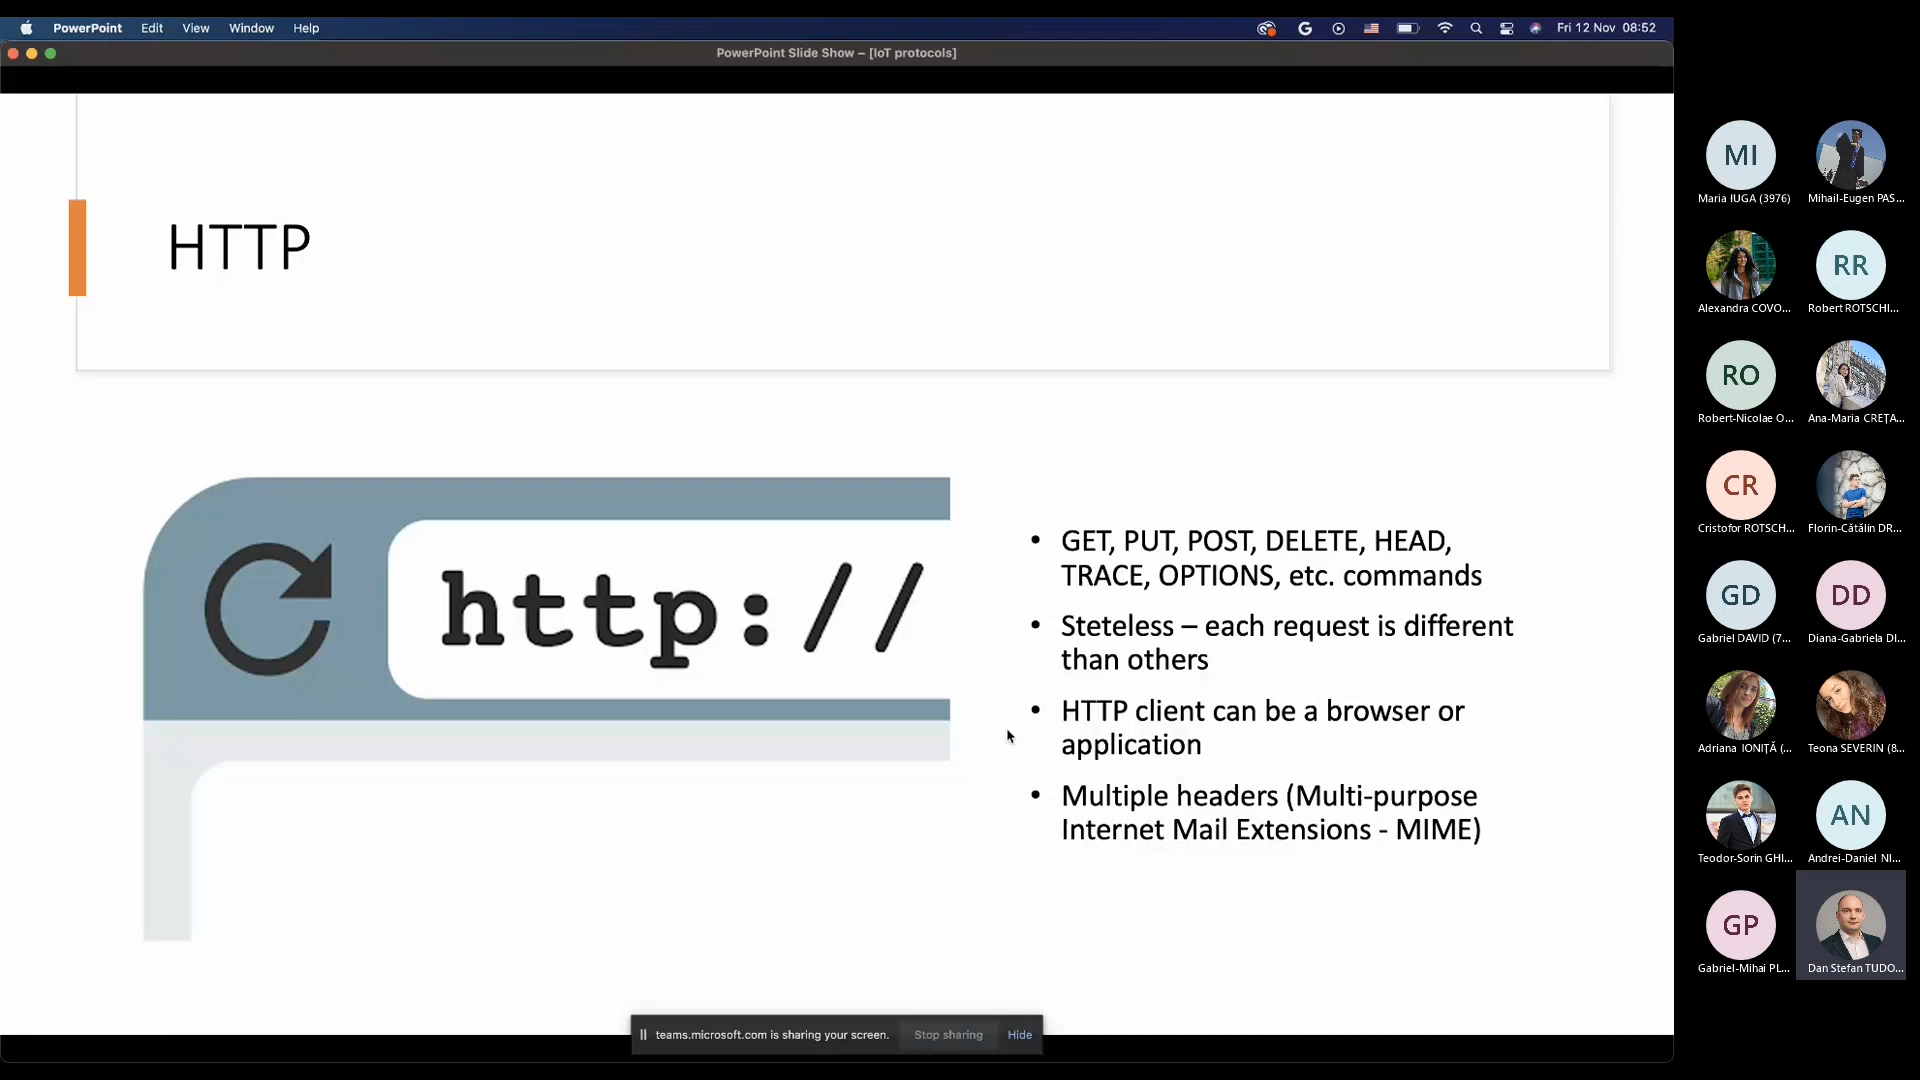 PowerPoint Edit View Window Help
Fri 12 Nov 08:52
PowerPoint Slide Show – [IoT protocols]
HTTP
http://
• GET, PUT, POST, DELETE, HEAD,
TRACE, OPTIONS, etc. commands
• Steteless – each request is different
than others
• HTTP client can be a browser or
application
• Multiple headers (Multi-purpose
Internet Mail Extensions - MIME)
teams.microsoft.com is sharing your screen. Stop sharing Hide
MI
Maria IUGA (3976) Mihail-Eugen PAS...
RR
Alexandra COVO... Robert ROTSCHI...
RO
Robert-Nicolae O... Ana-Maria CREȚA...
CR
Cristofor ROTSCH... Florin-Cătălin DR...
GD DD
Gabriel DAVID (7... Diana-Gabriela DI...
Adriana IONIȚĂ (... Teona SEVERIN (8...
AN
Teodor-Sorin GHI... Andrei-Daniel NI...
GP
Gabriel-Mihai PL... Dan Stefan TUDO...